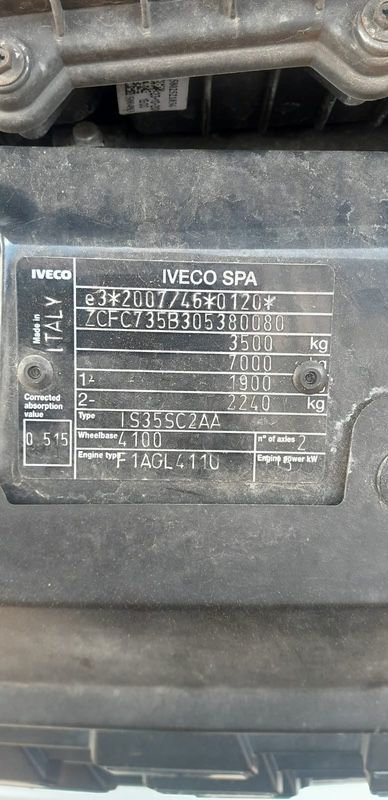 IVECO
IVECO SPA
Made in
ITALY
e3*2007/46*0120*
ZCFC735B305380080
3500 kg
7000
1- 1900
2- 2240 kg
Corrected absorption value
0 515
Type IS35SC2AA
Wheelbase 4100 n° of axles 2
Engine type Engine power kW